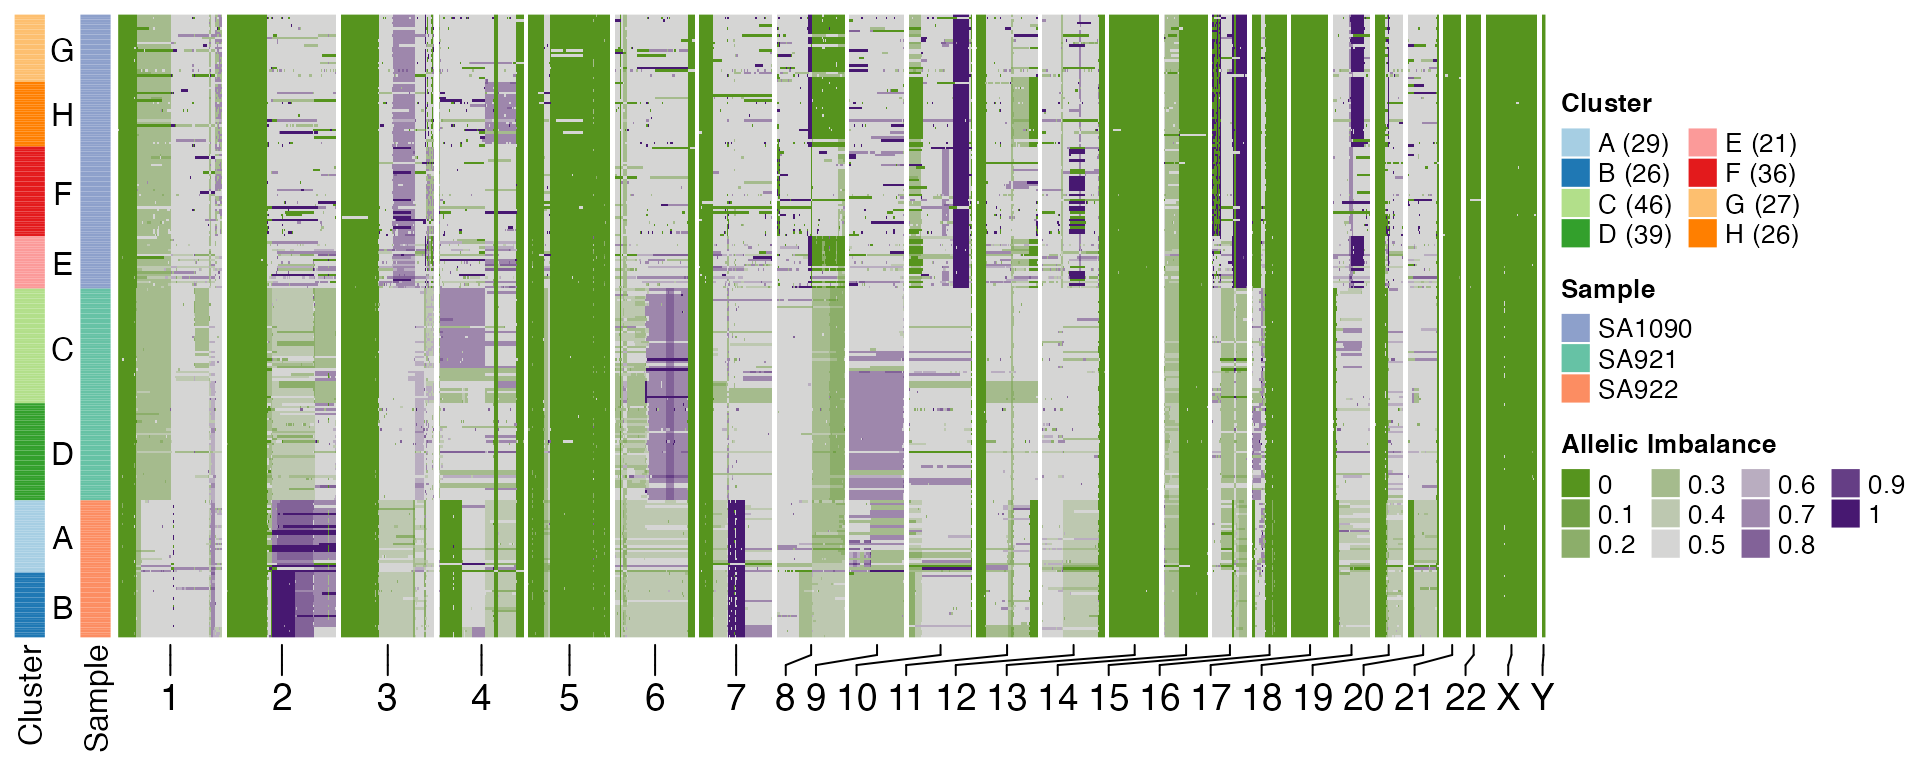 G
H
F
E
C
D
A
B
Cluster
Sample
1 2 3 4 5 6 7 8 9 10 11 12 13 14 15 16 17 18 19 20 21 22 X Y
Cluster
A (29) E (21)
B (26) F (36)
C (46) G (27)
D (39) H (26)
Sample
SA1090
SA921
SA922
Allelic Imbalance
0 0.3 0.6 0.9
0.1 0.4 0.7 1
0.2 0.5 0.8